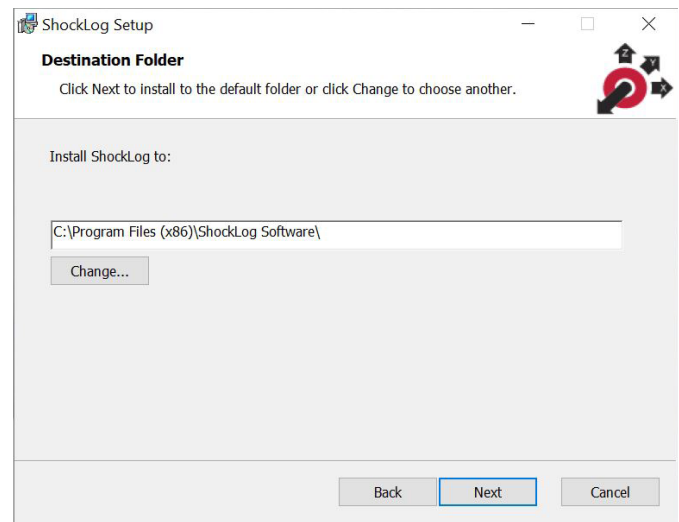 ShockLog Setup
Destination Folder
Click Next to install to the default folder or click Change to choose another.
Z
Y
X
Install ShockLog to:
C:\Program Files (x86)\ShockLog Software\
Change...
Back Next Cancel